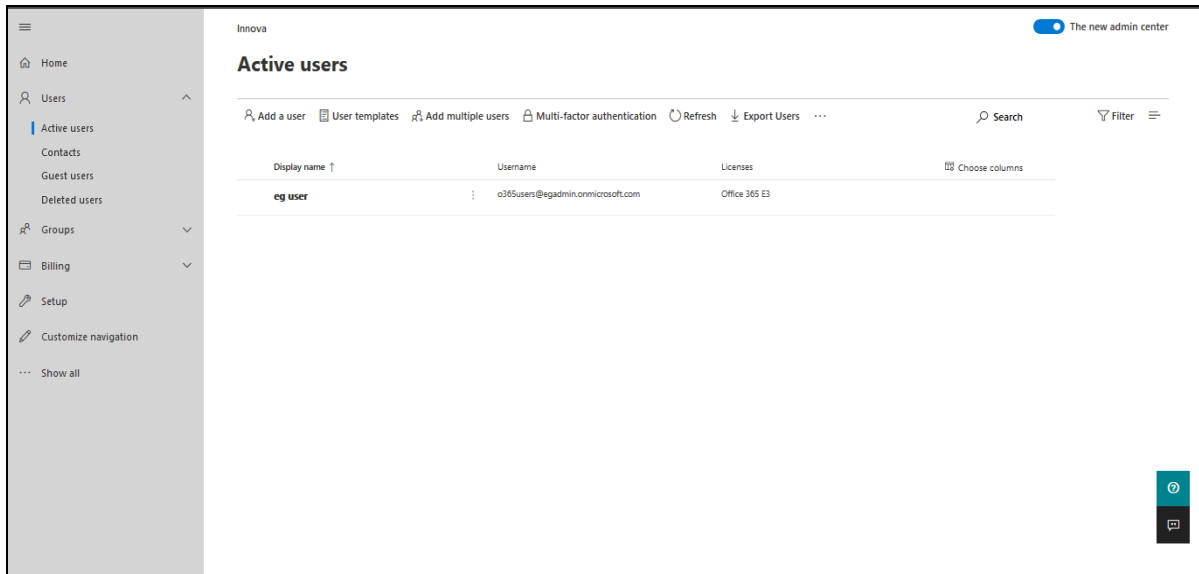 Innova
The new admin center
Home
Active users
Users
Add a user User templates Add multiple users Multi-factor authentication Refresh Export Users ... Search Filter
Active users
Contacts
Guest users
Deleted users
Display name ↑ Username Licenses Choose columns
eg user o365users@egadmin.onmicrosoft.com Office 365 E3
Groups
Billing
Setup
Customize navigation
... Show all